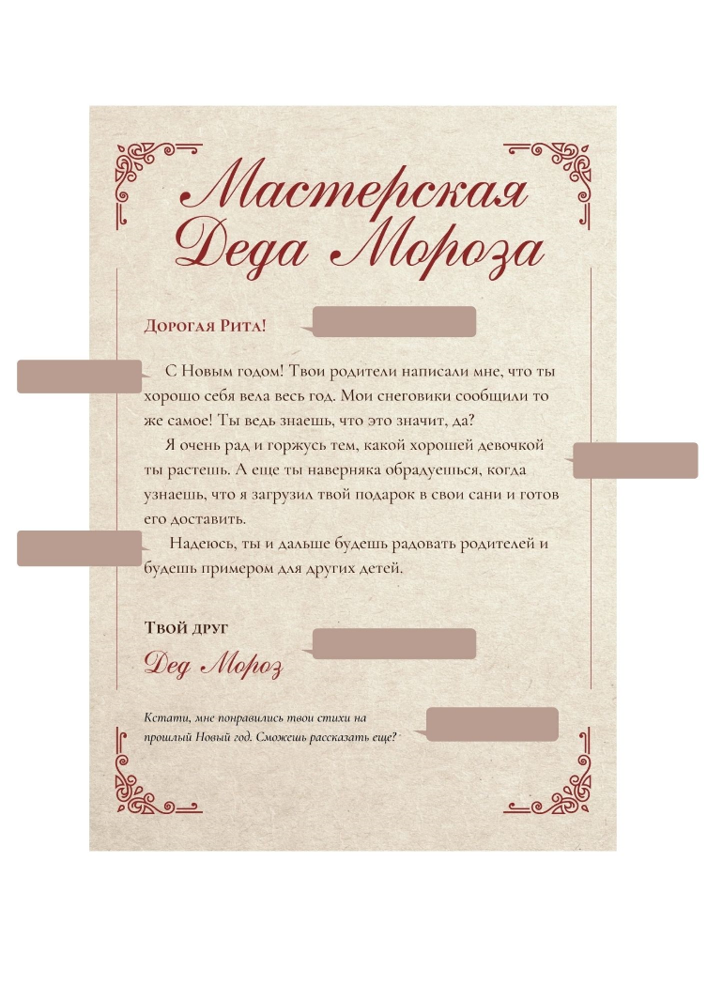 Мастерская
Деда Мороза
Дорогая Рита!
С Новым годом! Твои родители написали мне, что ты
хорошо себя вела весь год. Мои снеговики сообщили то
же самое! Ты ведь знаешь, что это значит, да?
Я очень рад и горжусь тем, какой хорошей девочкой
ты растешь. А еще ты наверняка обрадуешься, когда
узнаешь, что я загрузил твой подарок в свои сани и готов
его доставить.
Надеюсь, ты и дальше будешь радовать родителей и
будешь примером для других детей.
Твой друг
Дед Мороз
Кстати, мне понравились твои стихи на
прошлый Новый год. Сможешь рассказать еще?